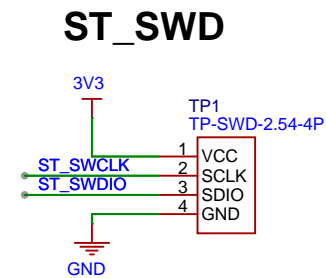 ST_SWD
3V3
TP1
TP-SWD-2.54-4P
1 VCC
ST_SWCLK 2 SCLK
ST_SWDIO 3 SDIO
4 GND
GND